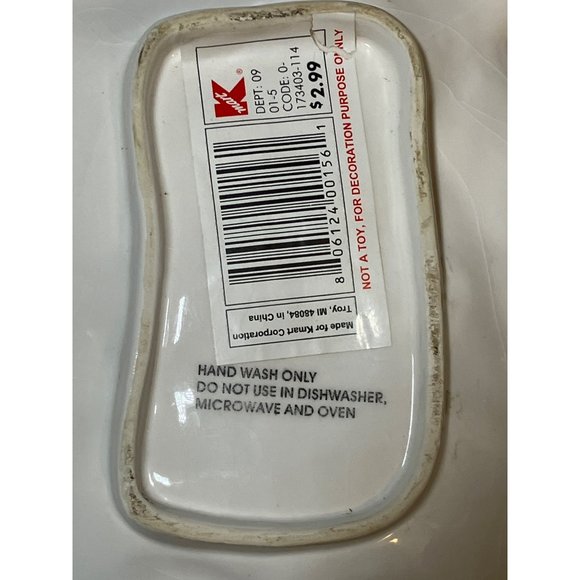 Kmart®
DEPT: 09
01-5
CODE: 0-
173403-114
$2.99
8 06124 00156 1
NOT A TOY, FOR DECORATION PURPOSE ONLY
Made for Kmart Corporation
Troy, MI 48084, in China
HAND WASH ONLY
DO NOT USE IN DISHWASHER,
MICROWAVE AND OVEN